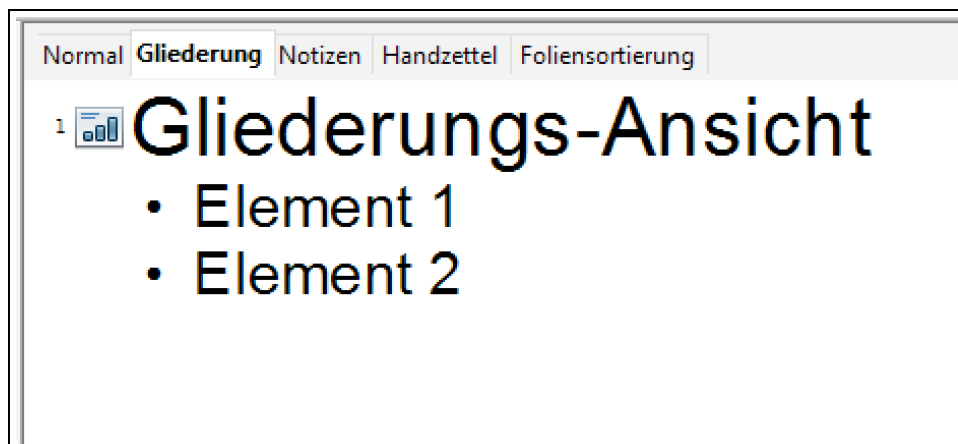 Normal Gliederung Notizen Handzettel Foliensortierung
1 Gliederungs-Ansicht
• Element 1
• Element 2